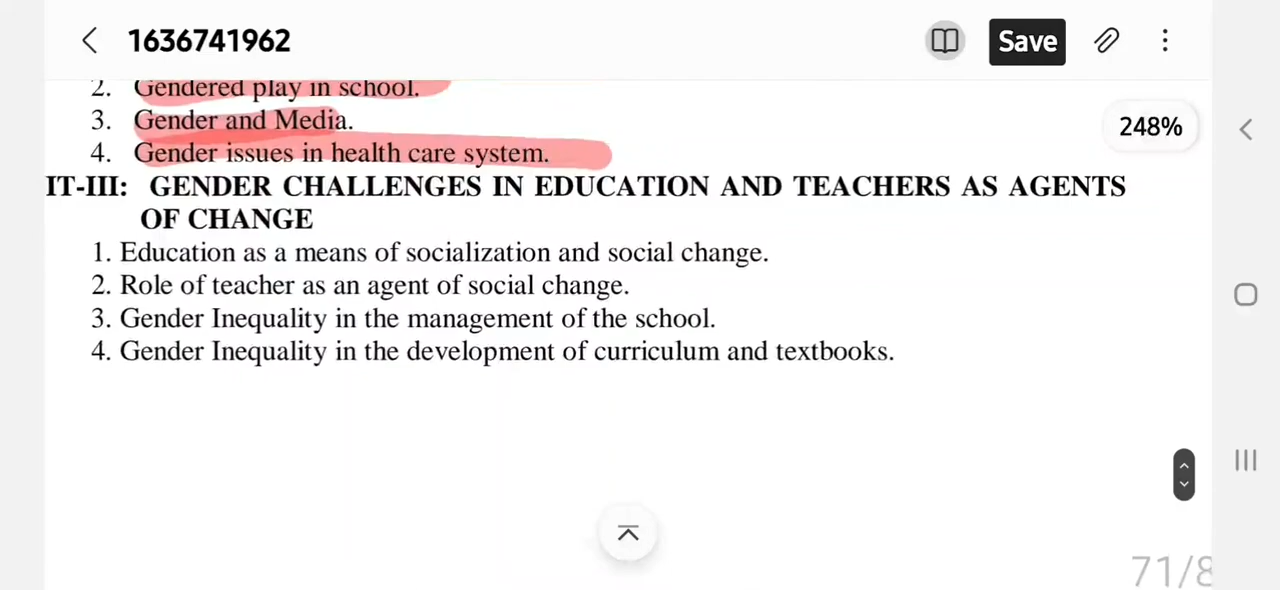 1636741962
Save
2. Gendered play in school.
3. Gender and Media.
248%
4. Gender issues in health care system.
IT-III: GENDER CHALLENGES IN EDUCATION AND TEACHERS AS AGENTS
OF CHANGE
1. Education as a means of socialization and social change.
2. Role of teacher as an agent of social change.
3. Gender Inequality in the management of the school.
4. Gender Inequality in the development of curriculum and textbooks.
71/8